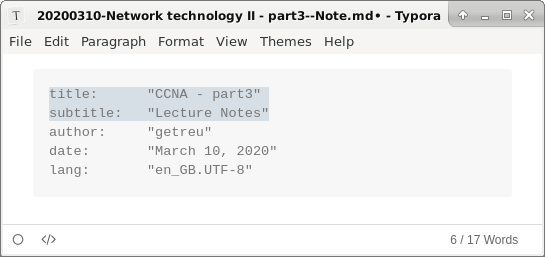 T 20200310-Network technology II - part3--Note.md• - Typora
File Edit Paragraph Format View Themes Help
title: "CCNA - part3"
subtitle: "Lecture Notes"
author: "getreu"
date: "March 10, 2020"
lang: "en_GB.UTF-8"
</> 6 / 17 Words